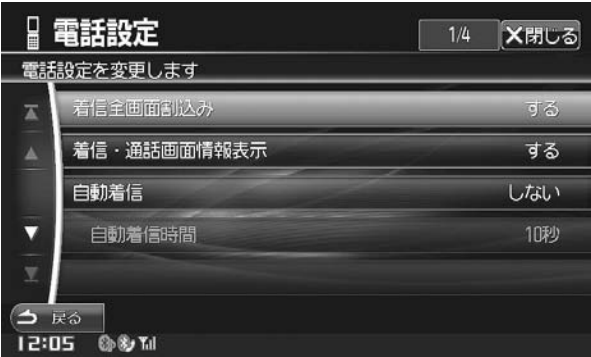 電話設定 1/4 ×閉じる
電話設定を変更します
着信全画面割込み する
着信・通話画面情報表示 する
自動着信 しない
自動着信時間 10秒
戻る
12:05